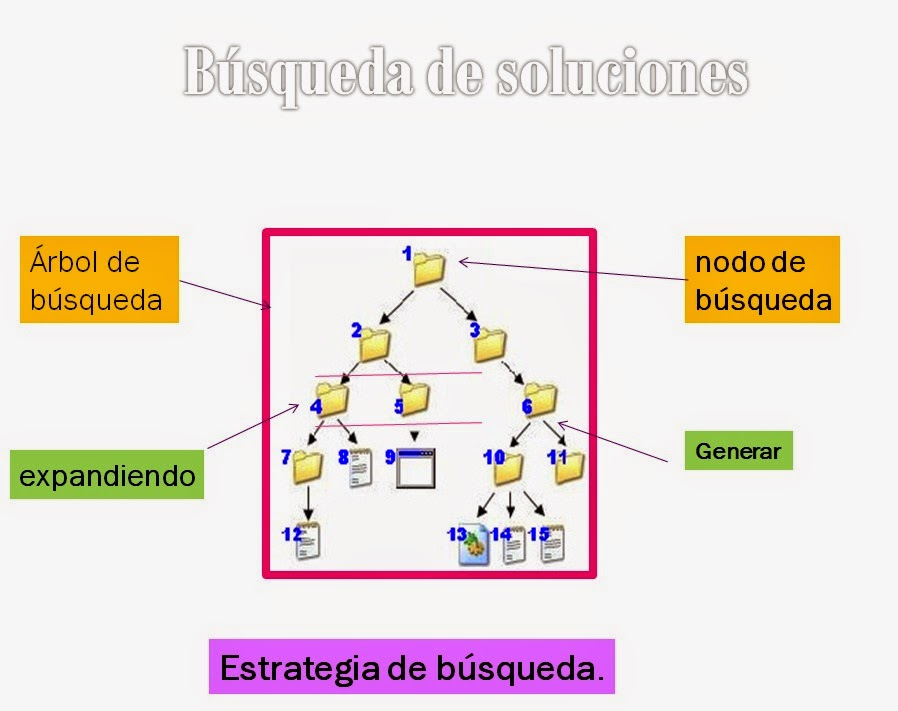 Búsqueda de soluciones
Árbol de
búsqueda
nodo de
búsqueda
1
2
3
4
5
6
expandiendo
Generar
7
8
9
10
11
12
13
14
15
Estrategia de búsqueda.